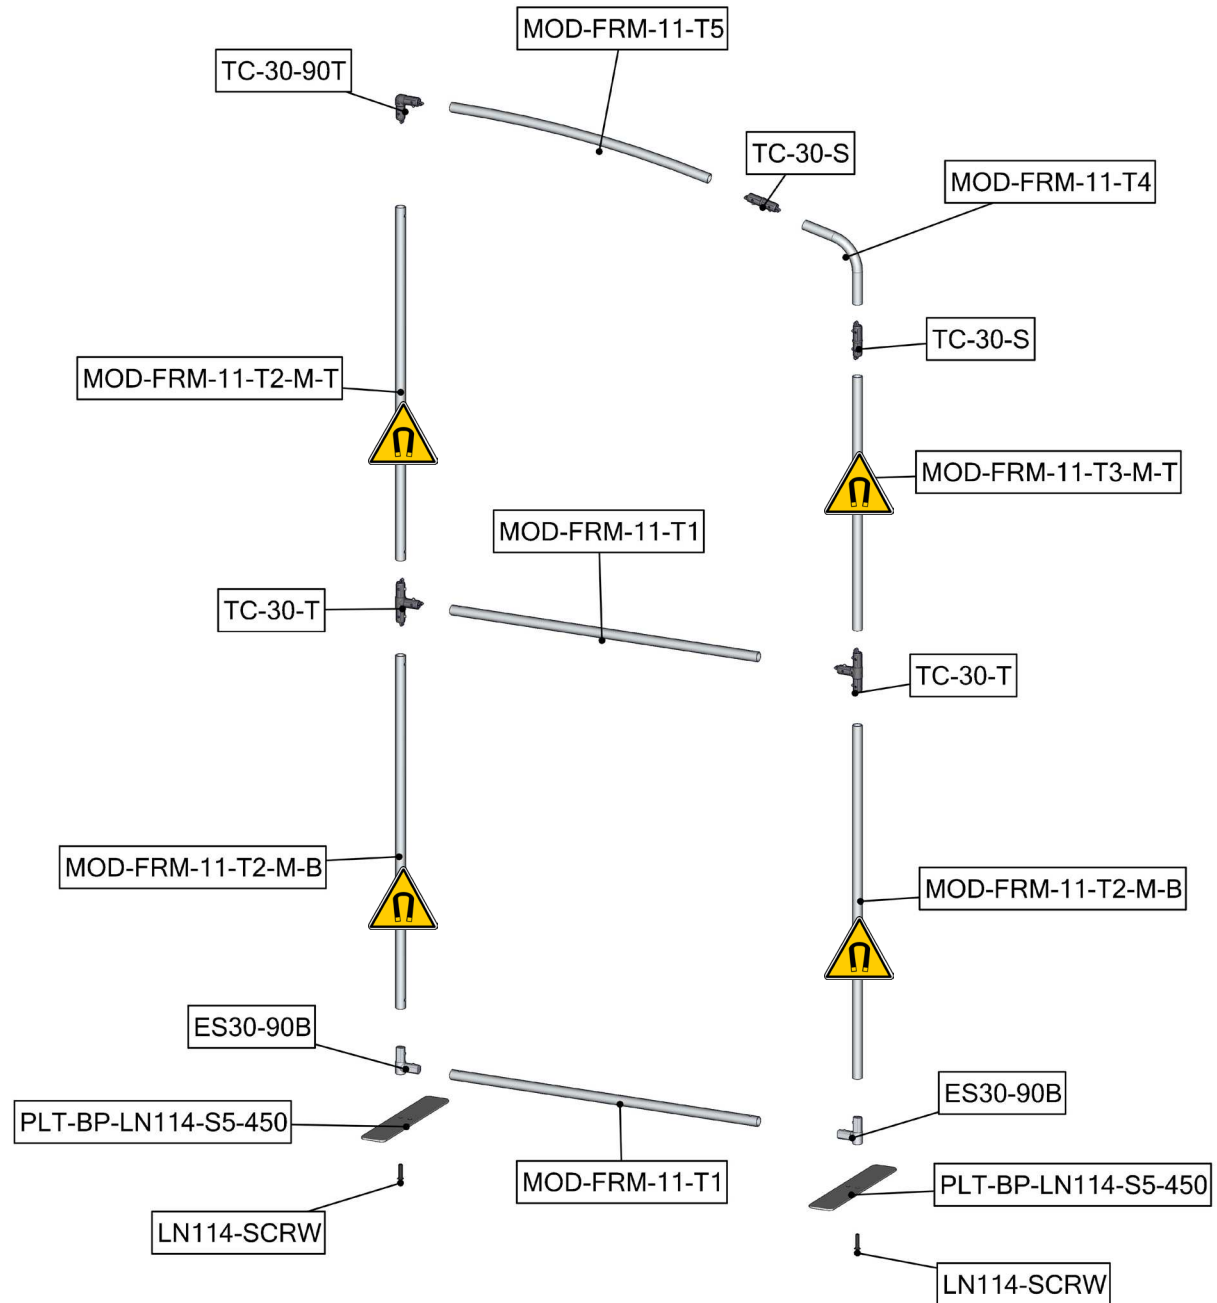 MOD-FRM-11-T5
TC-30-90T
TC-30-S
MOD-FRM-11-T4
TC-30-S
MOD-FRM-11-T2-M-T
MOD-FRM-11-T3-M-T
MOD-FRM-11-T1
TC-30-T
TC-30-T
MOD-FRM-11-T2-M-B
MOD-FRM-11-T2-M-B
ES30-90B
ES30-90B
PLT-BP-LN114-S5-450
MOD-FRM-11-T1
PLT-BP-LN114-S5-450
LN114-SCRW
LN114-SCRW